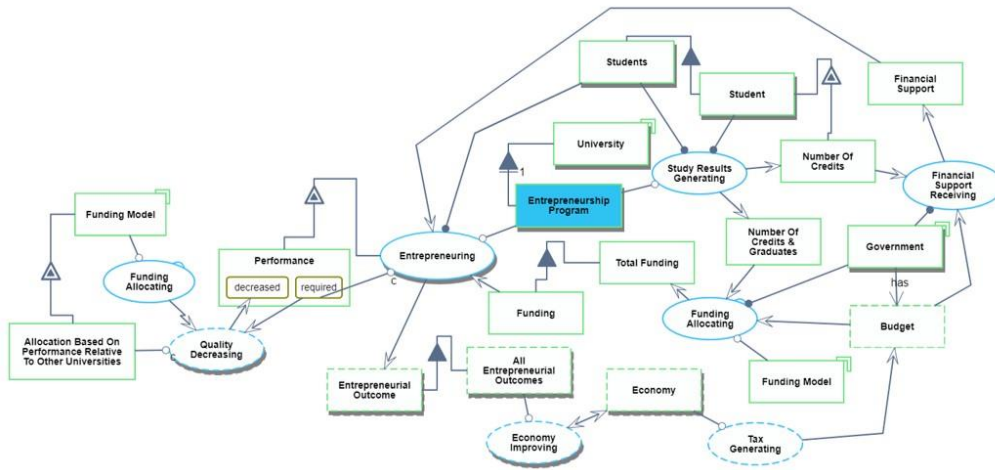 Students
Student
Financial
Support
University
1
Study Results
Generating
Number Of
Credits
Financial
Support
Receiving
Entrepreneurship
Program
Funding Model
Performance
decreased
required
Entrepreneuring
c
Total Funding
Number Of
Credits &
Graduates
Government
has
Funding
Allocating
Funding
Funding
Allocating
Budget
Allocation Based On
Performance Relative
To Other Universities
c
Quality
Decreasing
Entrepreneurial
Outcome
All
Entrepreneurial
Outcomes
Economy
Funding Model
Economy
Improving
Tax
Generating